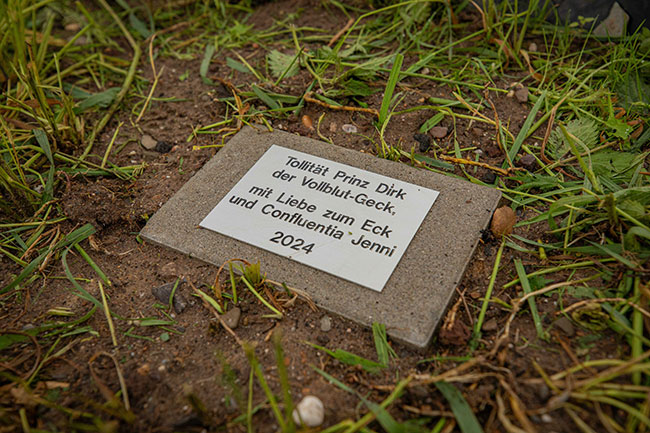 Tollität Prinz Dirk
der Vollblut-Geck,
mit Liebe zum Eck
und Confluentia Jenni
2024